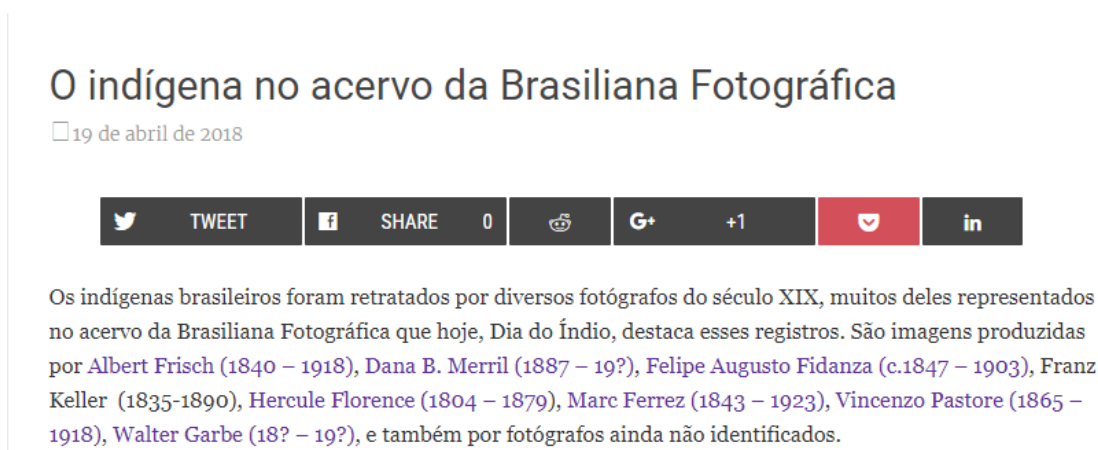 O indígena no acervo da Brasiliana Fotográfica
19 de abril de 2018
TWEET SHARE 0 G+ +1 in
Os indígenas brasileiros foram retratados por diversos fotógrafos do século XIX, muitos deles representados
no acervo da Brasiliana Fotográfica que hoje, Dia do Índio, destaca esses registros. São imagens produzidas
por Albert Frisch (1840 – 1918), Dana B. Merril (1887 – 19?), Felipe Augusto Fidanza (c.1847 – 1903), Franz
Keller (1835-1890), Hercule Florence (1804 – 1879), Marc Ferrez (1843 – 1923), Vincenzo Pastore (1865 –
1918), Walter Garbe (18? – 19?), e também por fotógrafos ainda não identificados.